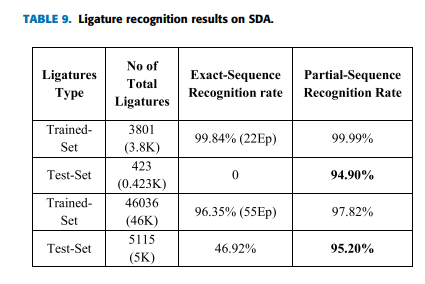 TABLE 9. Ligature recognition results on SDA.
Ligatures Type | No of Total Ligatures | Exact-Sequence Recognition rate | Partial-Sequence Recognition Rate
Trained-Set | 3801 (3.8K) | 99.84% (22Ep) | 99.99%
Test-Set | 423 (0.423K) | 0 | 94.90%
Trained-Set | 46036 (46K) | 96.35% (55Ep) | 97.82%
Test-Set | 5115 (5K) | 46.92% | 95.20%